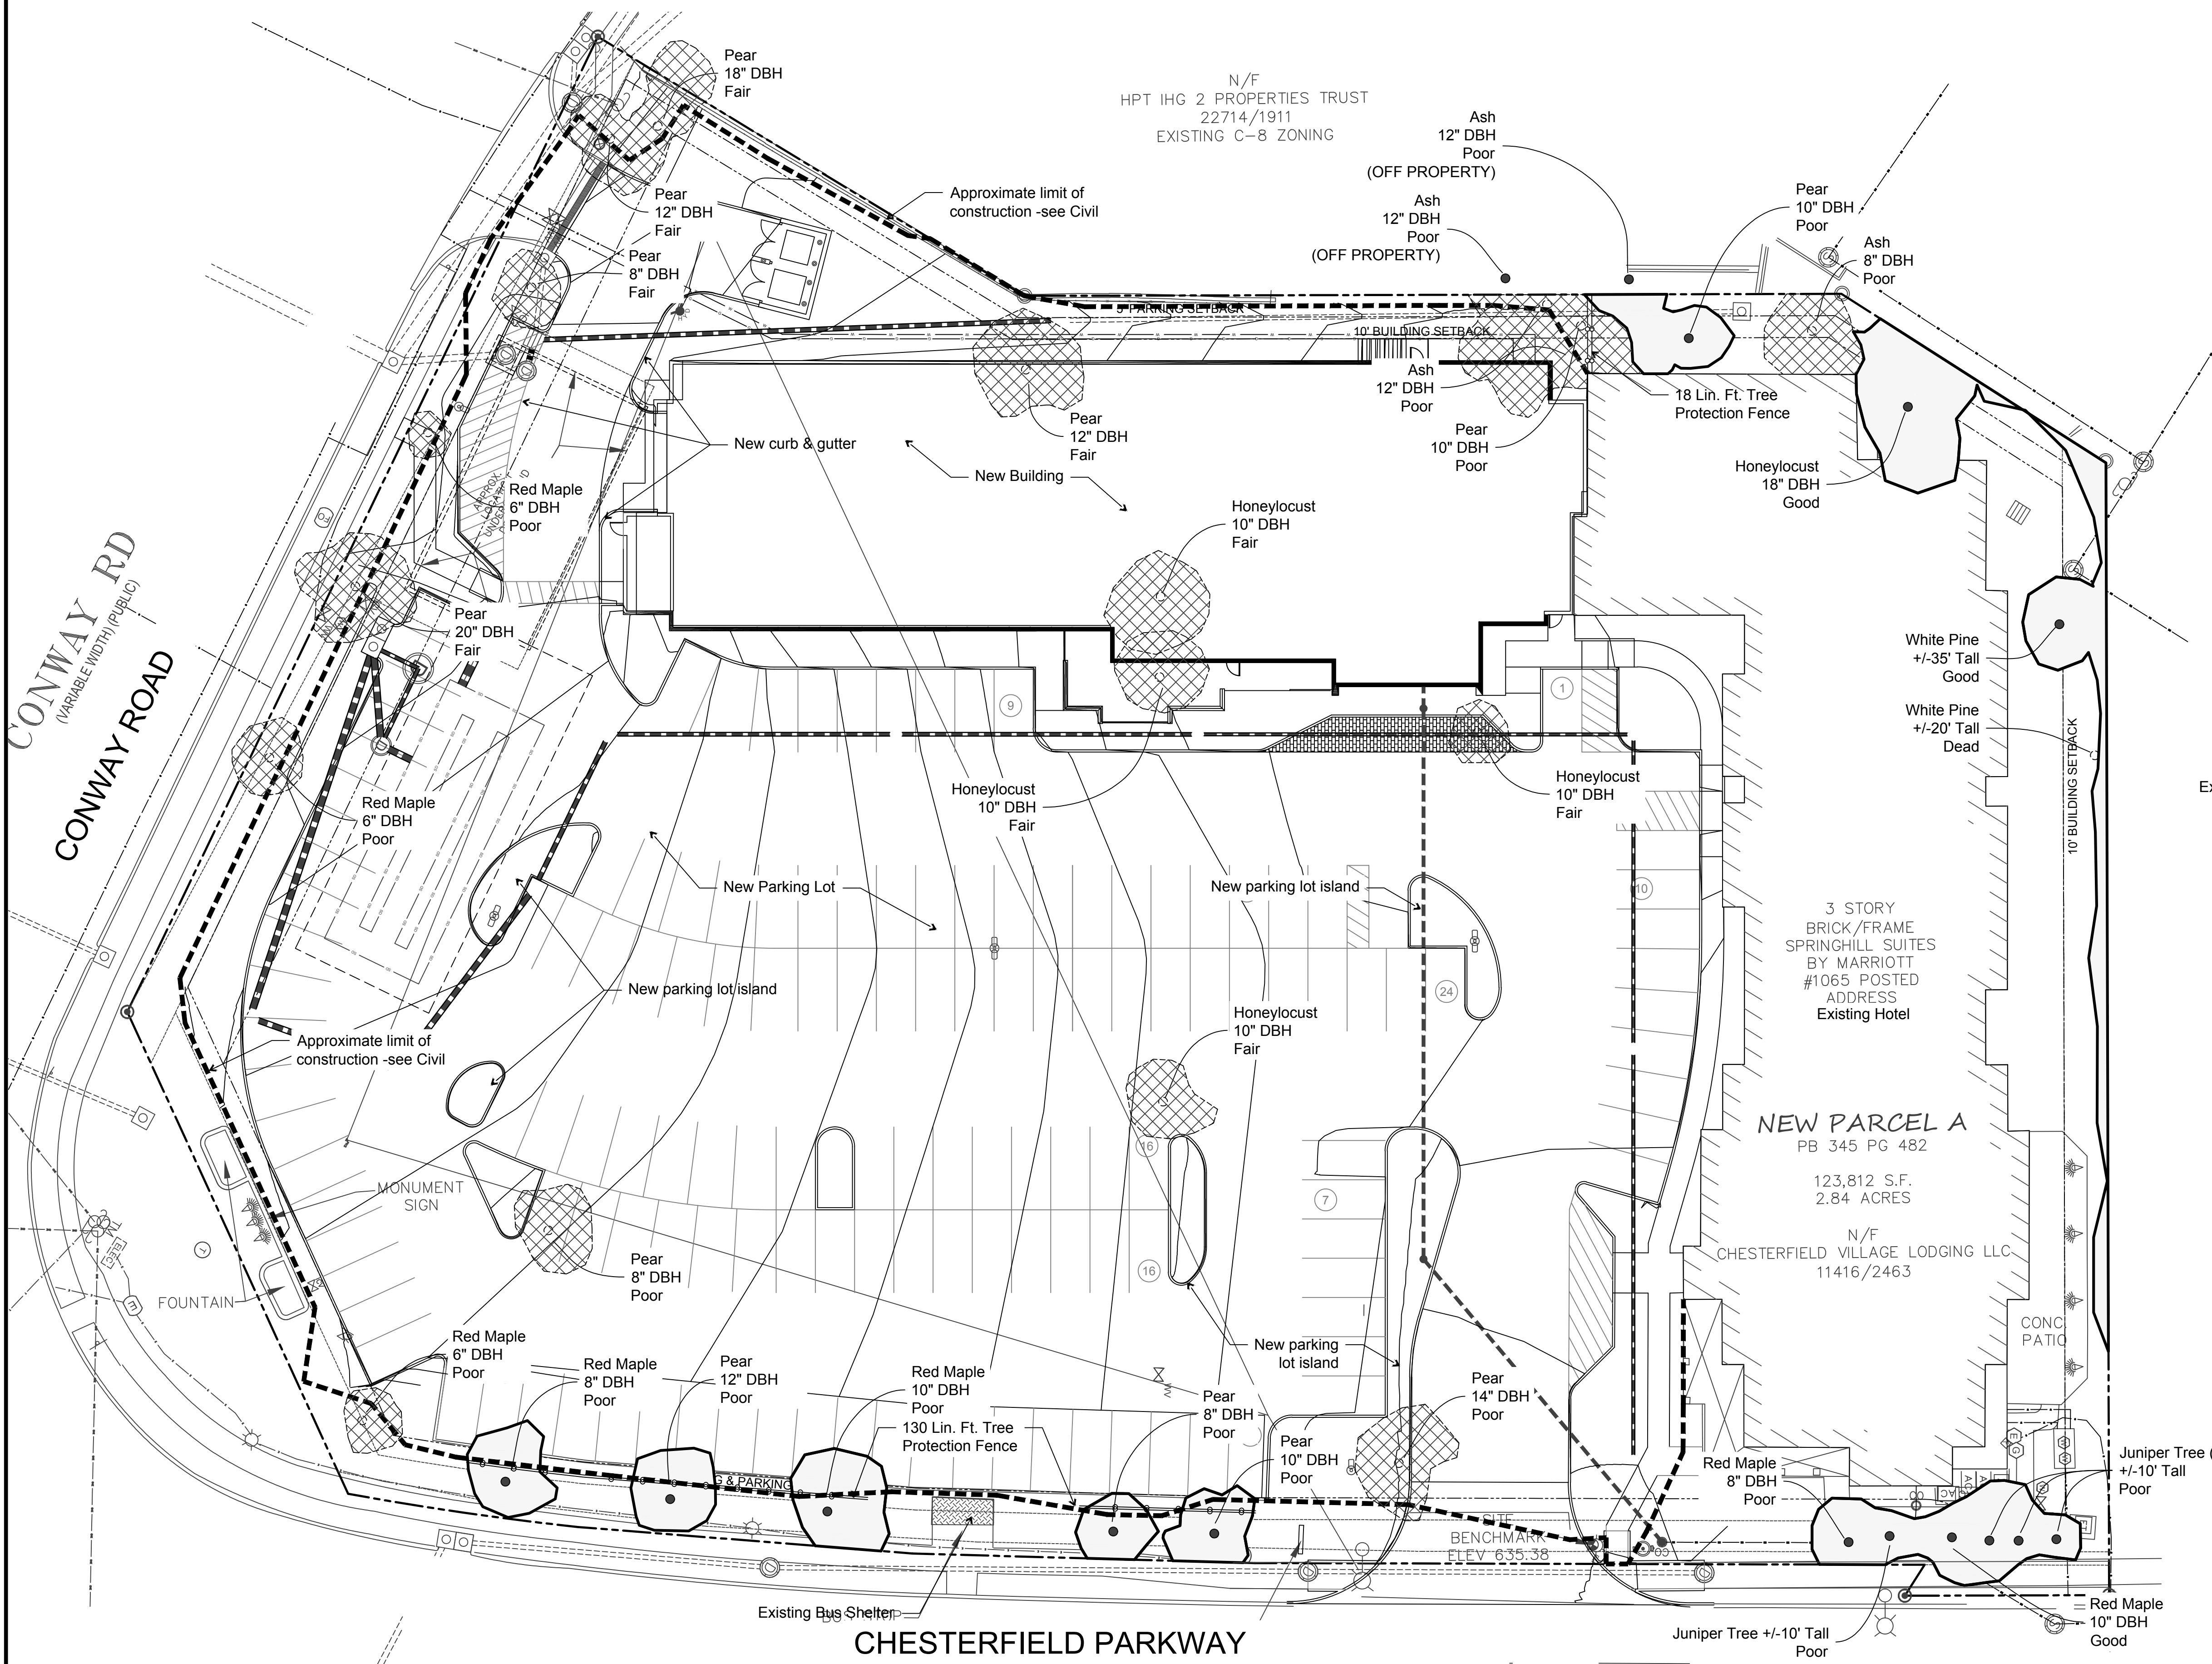 Pear
18" DBH
Fair
N/F
HPT IHG 2 PROPERTIES TRUST
22714/1911
EXISTING C-8 ZONING
Ash
12" DBH
Poor
(OFF PROPERTY)
Ash
12" DBH
Poor
(OFF PROPERTY)
Pear
10" DBH
Poor
Ash
8" DBH
Poor
Pear
12" DBH
Fair
Approximate limit of
construction -see Civil
Pear
8" DBH
Fair
5' PARKING SETBACK
10' BUILDING SETBACK
Ash
12" DBH
Poor
18 Lin. Ft. Tree
Protection Fence
Pear
12" DBH
Fair
Pear
10" DBH
Poor
New curb & gutter
New Building
Honeylocust
18" DBH
Good
Red Maple
6" DBH
Poor
Honeylocust
10" DBH
Fair
CONWAY RD
(VARIABLE WIDTH) (PUBLIC)
CONWAY ROAD
Pear
20" DBH
Fair
White Pine
+/-35' Tall
Good
White Pine
+/-20' Tall
Dead
10' BUILDING SETBACK
9
1
Ex
Red Maple
6" DBH
Poor
Honeylocust
10" DBH
Fair
Honeylocust
10" DBH
Fair
New Parking Lot
New parking lot island
10
3 STORY
BRICK/FRAME
SPRINGHILL SUITES
BY MARRIOTT
#1065 POSTED
ADDRESS
Existing Hotel
New parking lot island
24
Honeylocust
10" DBH
Fair
Approximate limit of
construction -see Civil
NEW PARCEL A
PB 345 PG 482
123,812 S.F.
2.84 ACRES
N/F
CHESTERFIELD VILLAGE LODGING LLC
11416/2463
16
7
16
MONUMENT
SIGN
T
ELEC
E
FOUNTAIN
Pear
8" DBH
Poor
CONC
PATIO
Red Maple
6" DBH
Poor
Red Maple
8" DBH
Poor
Pear
12" DBH
Poor
Red Maple
10" DBH
Poor
130 Lin. Ft. Tree
Protection Fence
New parking
lot island
Pear
8" DBH
Poor
Pear
10" DBH
Poor
Pear
14" DBH
Poor
Red Maple
8" DBH
Poor
Juniper Tree (
+/-10' Tall
Poor
G & PARKING
SITE
BENCHMARK
ELEV 635.38
CO
Existing Bus Shelter
CHESTERFIELD PARKWAY
Juniper Tree +/-10' Tall
Poor
Red Maple
10" DBH
Good